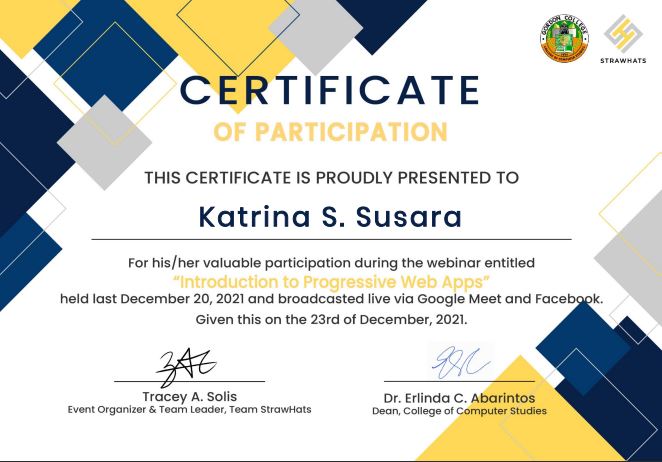 GORDON COLLEGE
STRAWHATS
CERTIFICATE
OF PARTICIPATION
THIS CERTIFICATE IS PROUDLY PRESENTED TO
Katrina S. Susara
For his/her valuable participation during the webinar entitled
“Introduction to Progressive Web Apps”
held last December 20, 2021 and broadcasted live via Google Meet and Facebook.
Given this on the 23rd of December, 2021.
Tracey A. Solis
Event Organizer & Team Leader, Team StrawHats
Dr. Erlinda C. Abarintos
Dean, College of Computer Studies